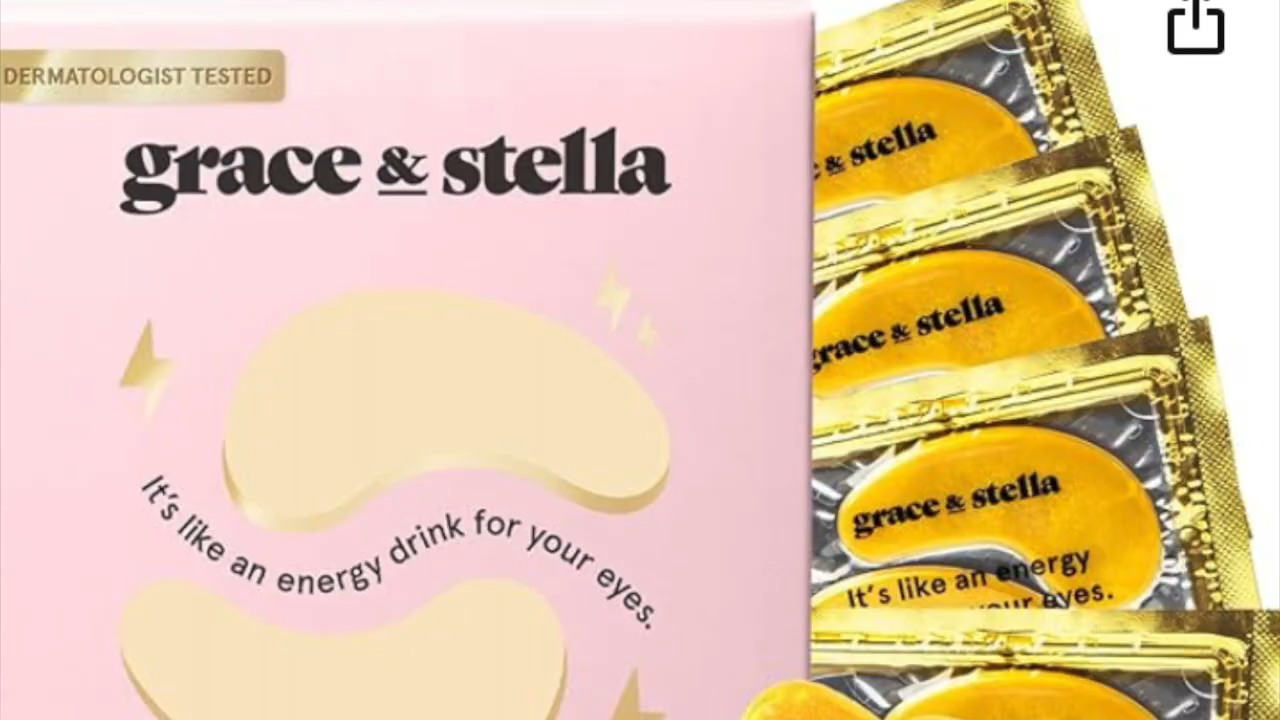 DERMATOLOGIST TESTED
grace & stella
It's like an energy drink for your eyes.
& stella
grace & stella
grace & stella
It's like an energy
your eyes.